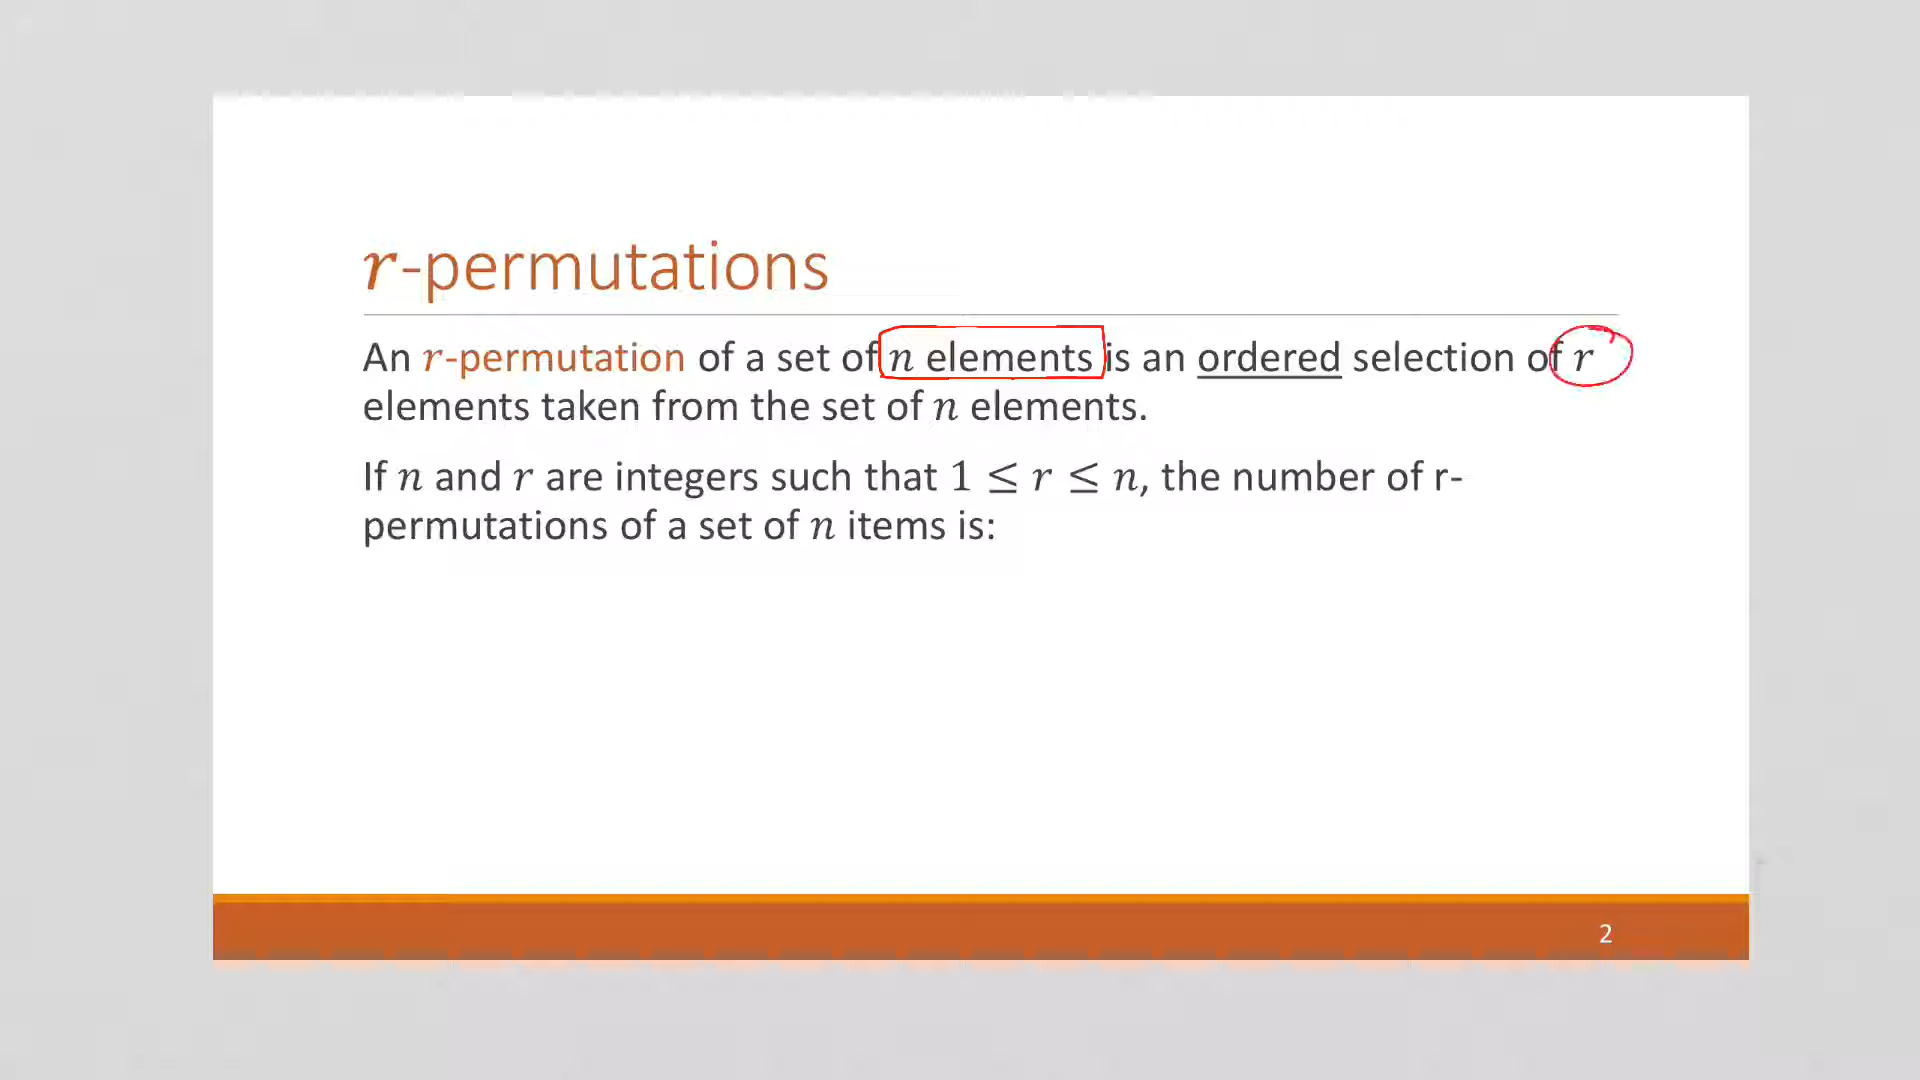 r-permutations
An r-permutation of a set of n elements is an ordered selection of r
elements taken from the set of n elements.
If n and r are integers such that 1 ≤ r ≤ n, the number of r-
permutations of a set of n items is:
2